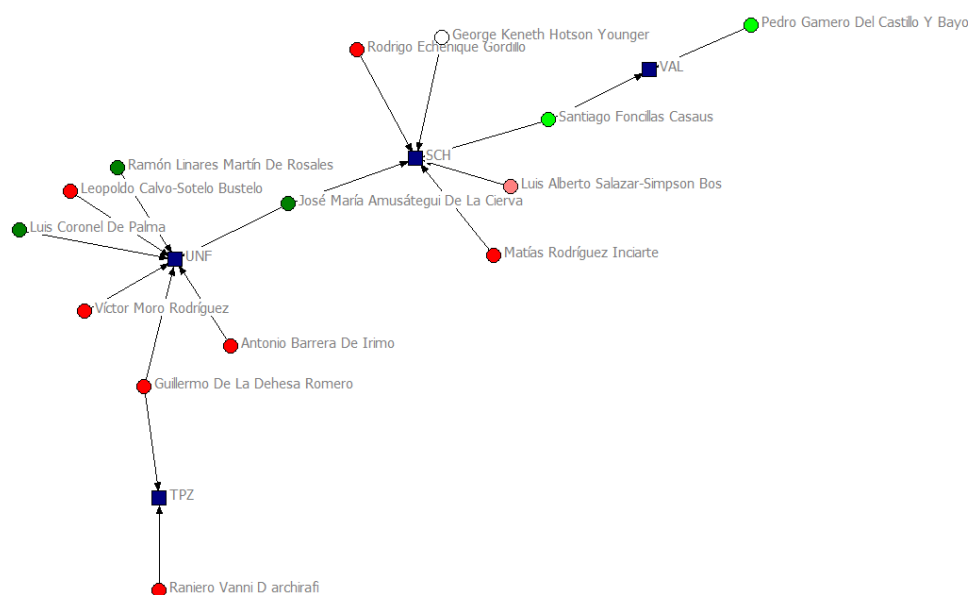 Pedro Gamero Del Castillo Y Bayo
George Keneth Hotson Younger
Rodrigo Echenique Gordillo
VAL
Santiago Foncillas Casaus
SCH
Ramón Linares Martín De Rosales
Luis Alberto Salazar-Simpson Bos
Leopoldo Calvo-Sotelo Bustelo
José María Amusátegui De La Cierva
Luis Coronel De Palma
Matías Rodríguez Inciarte
UNF
Víctor Moro Rodríguez
Antonio Barrera De Irimo
Guillermo De La Dehesa Romero
TPZ
Raniero Vanni D archirafi